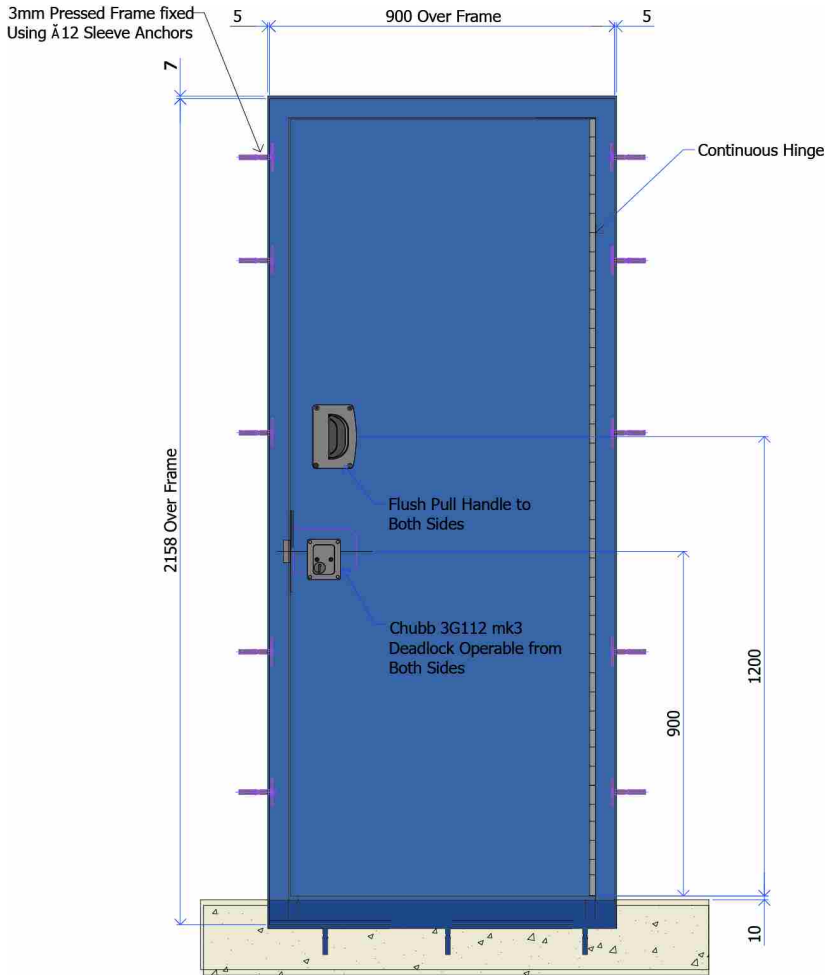 3mm Pressed Frame fixed
Using Ă12 Sleeve Anchors
5
900 Over Frame
5
7
Continuous Hinge
2158 Over Frame
Flush Pull Handle to
Both Sides
Chubb 3G112 mk3
Deadlock Operable from
Both Sides
1200
900
10